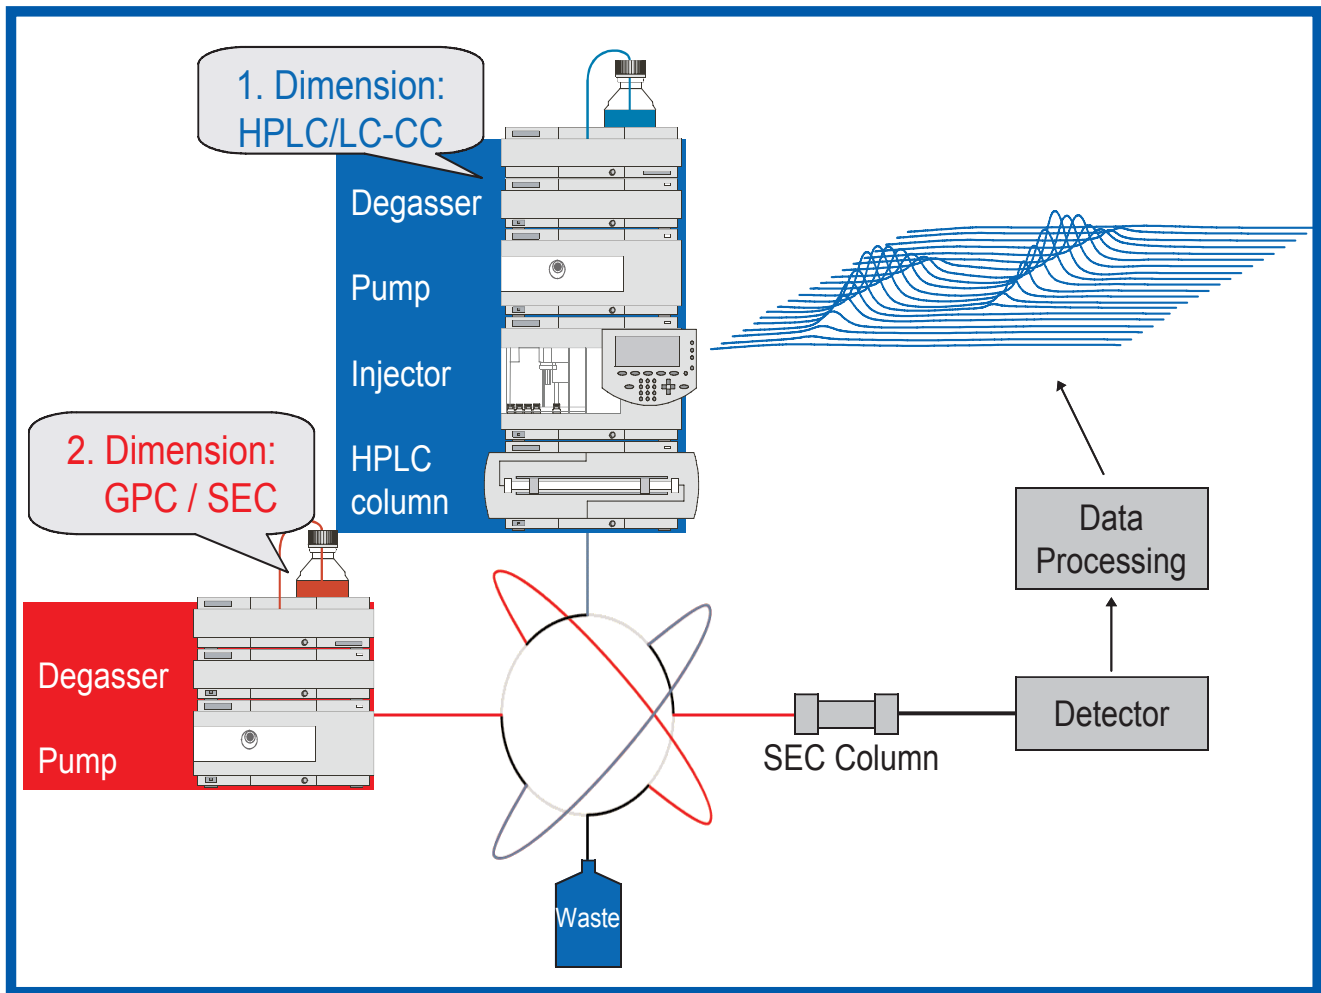 1. Dimension:
HPLC/LC-CC
Degasser
Pump
Injector
HPLC
column
2. Dimension:
GPC / SEC
Degasser
Pump
SEC Column
Detector
Data
Processing
Waste